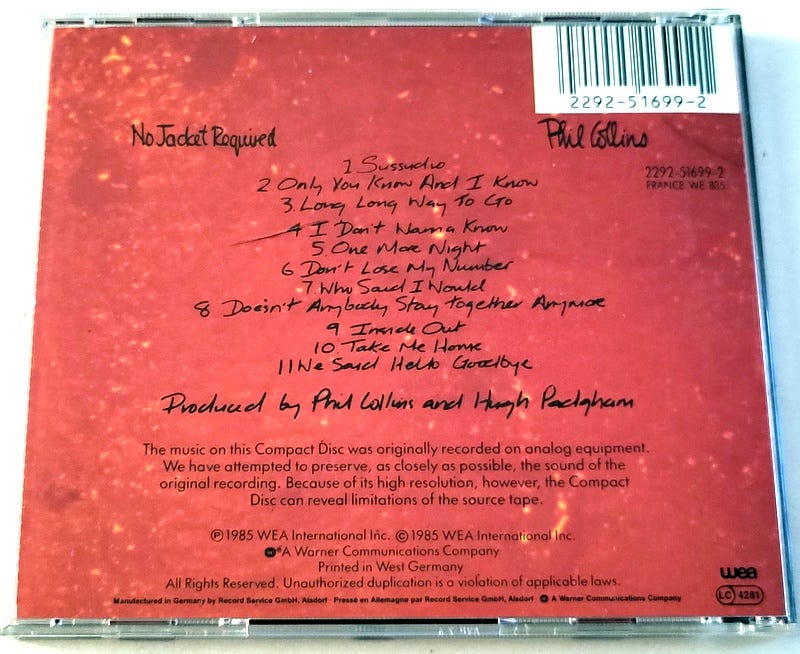 2292-51699-2
No Jacket Required
Phil Collins
2292-51699-2
FRANCE WE 835
1 Sussudio
2 Only You Know And I Know
3. Long Long Way To Go
4 I Don't Wanna Know
5. One More Night
6 Don't Lose My Number
7. Who Said I Would
8 Doesn't Anybody Stay together Anymore
9 Inside Out
10. Take Me Home
11 We Said Hello Goodbye
Produced by Phil Collins and Hugh Padgham
The music on this Compact Disc was originally recorded on analog equipment.
We have attempted to preserve, as closely as possible, the sound of the
original recording. Because of its high resolution, however, the Compact
Disc can reveal limitations of the source tape.
℗1985 WEA International Inc. ©1985 WEA International Inc.
*A Warner Communications Company
Printed in West Germany
All Rights Reserved. Unauthorized duplication is a violation of applicable laws.
Manufactured in Germany by Record Service GmbH, Alsdorf · Pressé en Allemagne par Record Service GmbH, Alsdorf A Warner Communications Company
wea
LC 4281